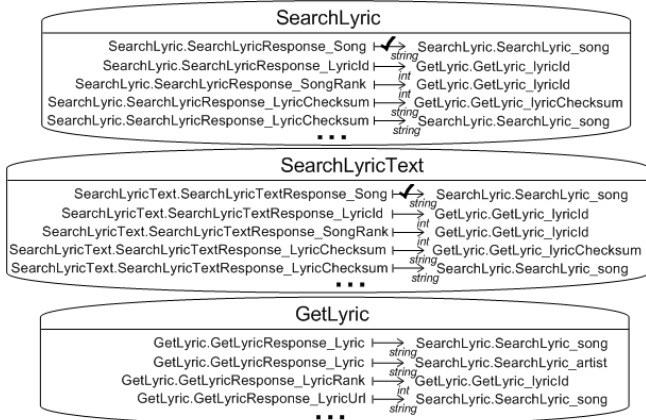 SearchLyric
SearchLyric.SearchLyricResponse_Song string SearchLyric.SearchLyric_song
SearchLyric.SearchLyricResponse_LyricId int GetLyric.GetLyric_lyricId
SearchLyric.SearchLyricResponse_SongRank int GetLyric.GetLyric_lyricId
SearchLyric.SearchLyricResponse_LyricChecksum string GetLyric.GetLyric_lyricChecksum
SearchLyric.SearchLyricResponse_LyricChecksum string SearchLyric.SearchLyric_song
...
SearchLyricText
SearchLyricText.SearchLyricTextResponse_Song string SearchLyric.SearchLyric_song
SearchLyricText.SearchLyricTextResponse_LyricId int GetLyric.GetLyric_lyricId
SearchLyricText.SearchLyricTextResponse_SongRank int GetLyric.GetLyric_lyricId
SearchLyricText.SearchLyricTextResponse_LyricChecksum string GetLyric.GetLyric_lyricChecksum
SearchLyricText.SearchLyricTextResponse_LyricChecksum string SearchLyric.SearchLyric_song
...
GetLyric
GetLyric.GetLyricResponse_Lyric string SearchLyric.SearchLyric_song
GetLyric.GetLyricResponse_Lyric string SearchLyric.SearchLyric_artist
GetLyric.GetLyricResponse_LyricRank int GetLyric.GetLyric_lyricId
GetLyric.GetLyricResponse_LyricUrl string SearchLyric.SearchLyric_song
...